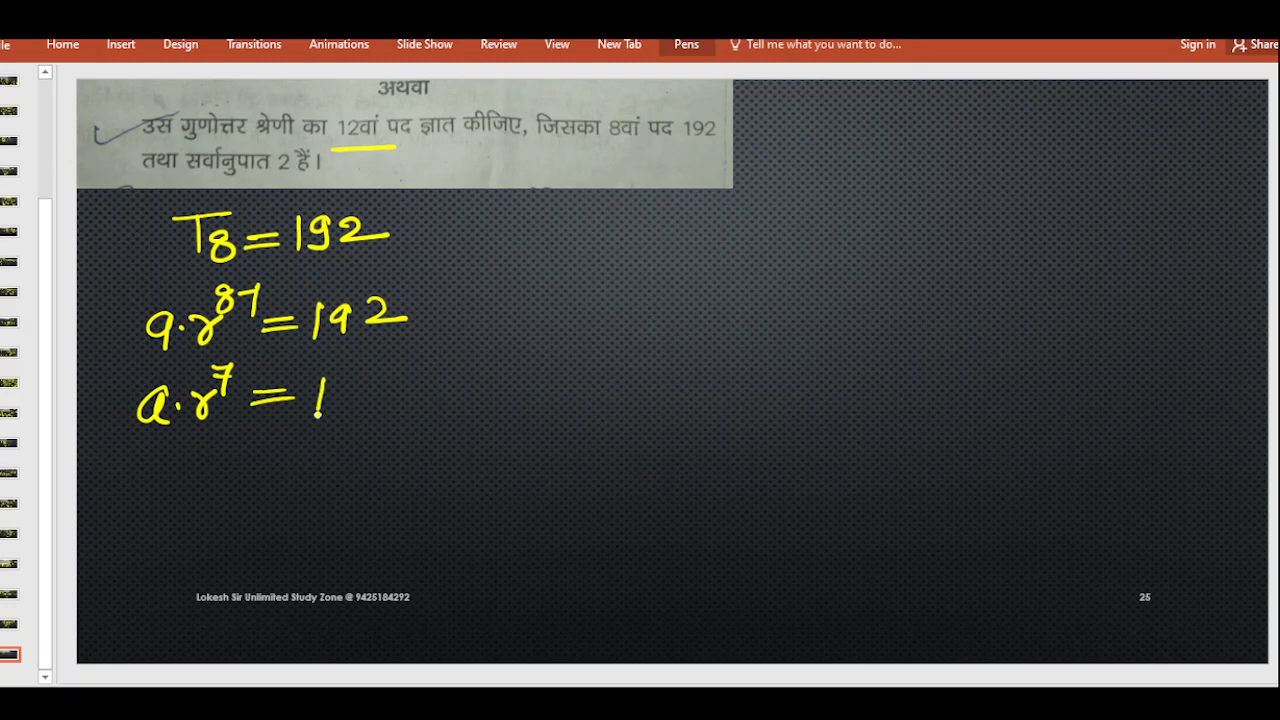 Home Insert Design Transitions Animations Slide Show Review View New Tab Pens Tell me what you want to do... Sign in Share
अथवा
उस गुणोत्तर श्रेणी का 12वां पद ज्ञात कीजिए, जिसका 8वां पद 192
तथा सर्वानुपात 2 हैं।
T8 = 192
a.r^8-1 = 192
a.r^7 = 1
Lokesh Sir Unlimited Study Zone @ 9425184292 25